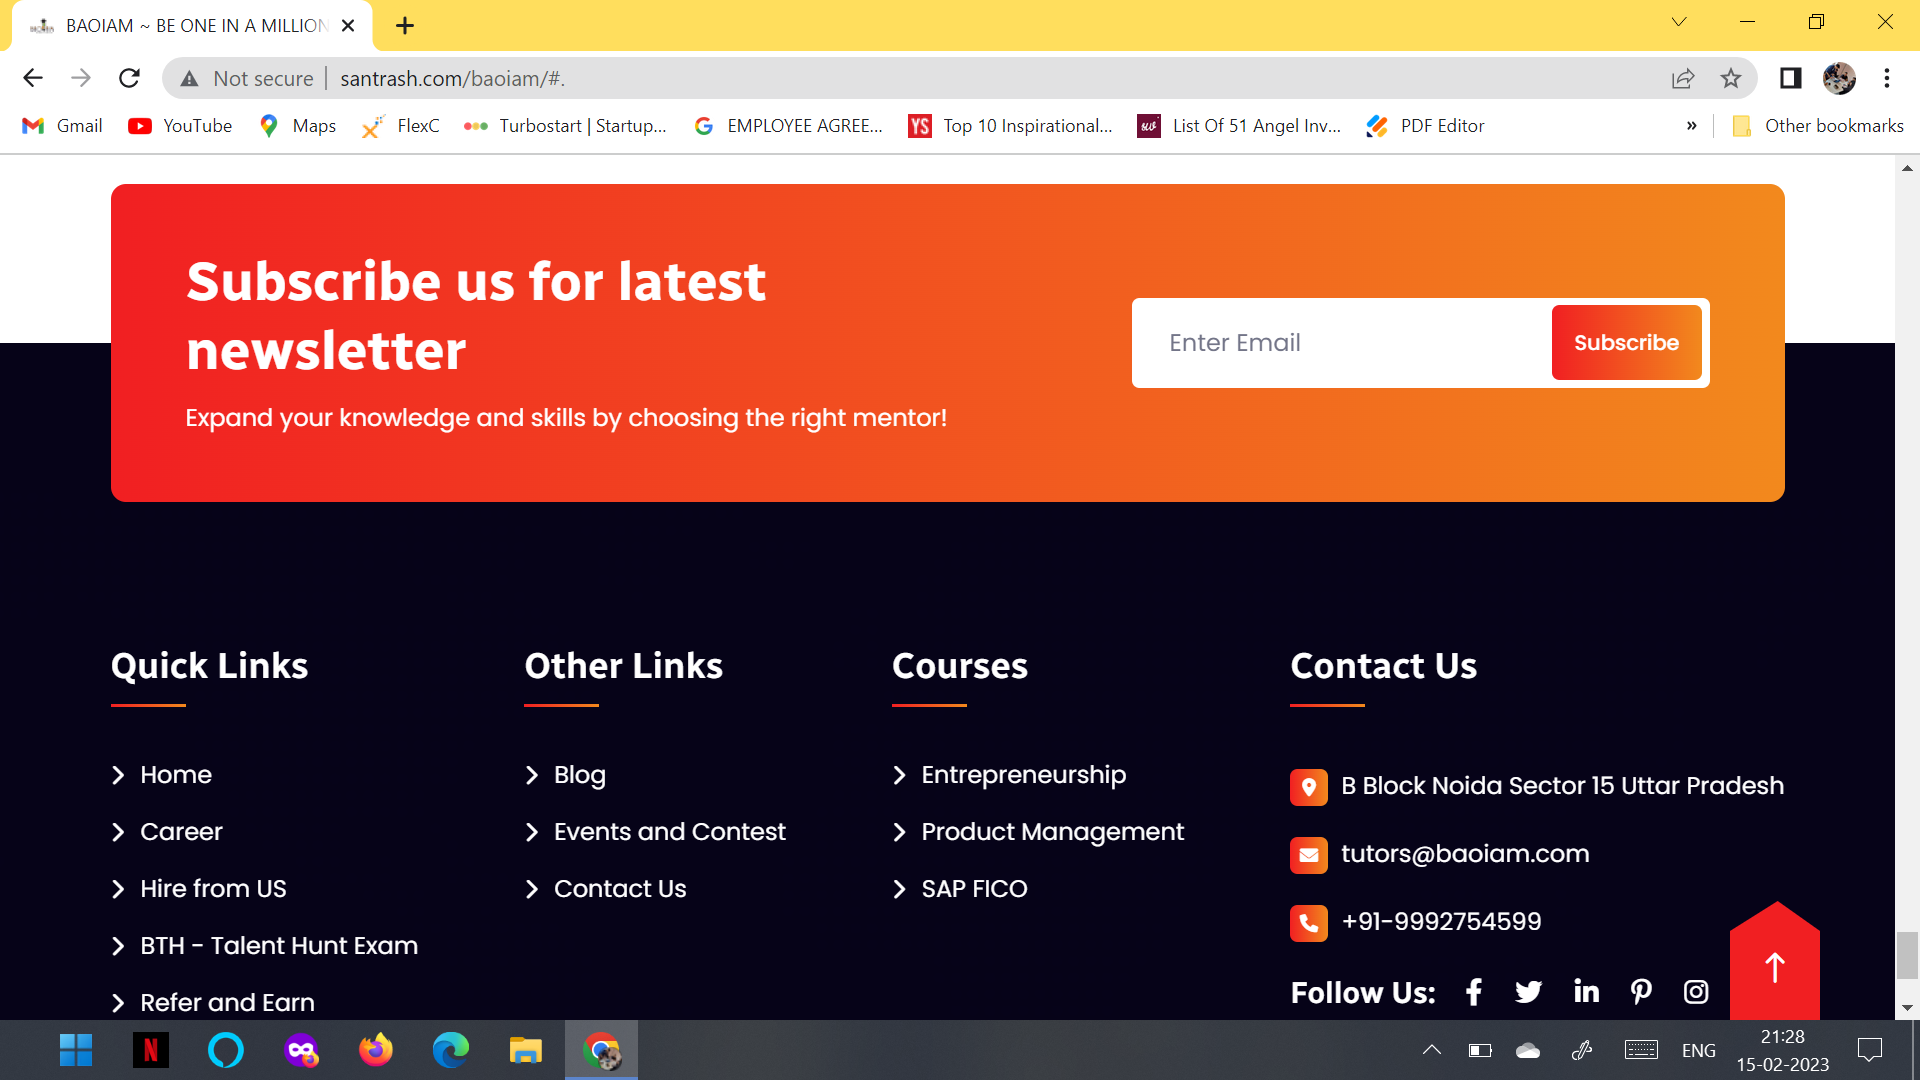 BAOIAM ~ BE ONE IN A MILLION
Not secure | santrash.com/baoiam/#.
Gmail YouTube Maps FlexC Turbostart | Startup... EMPLOYEE AGREE... YS Top 10 Inspirational... List Of 51 Angel Inv... PDF Editor » Other bookmarks
Subscribe us for latest
newsletter
Expand your knowledge and skills by choosing the right mentor!
Enter Email
Subscribe
Quick Links
Home
Career
Hire from US
BTH - Talent Hunt Exam
Refer and Earn
Other Links
Blog
Events and Contest
Contact Us
Courses
Entrepreneurship
Product Management
SAP FICO
Contact Us
B Block Noida Sector 15 Uttar Pradesh
tutors@baoiam.com
+91-9992754599
Follow Us:
ENG
21:28
15-02-2023